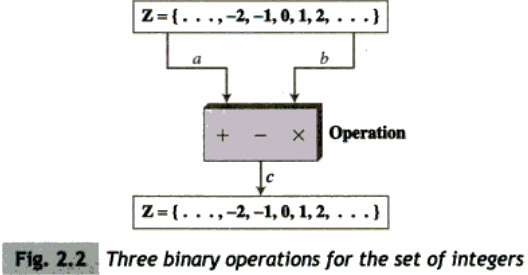 Z = { . . . , –2, –1, 0, 1, 2, . . . }
a
b
+ – × Operation
c
Z = { . . . , –2, –1, 0, 1, 2, . . . }
Fig. 2.2 Three binary operations for the set of integers